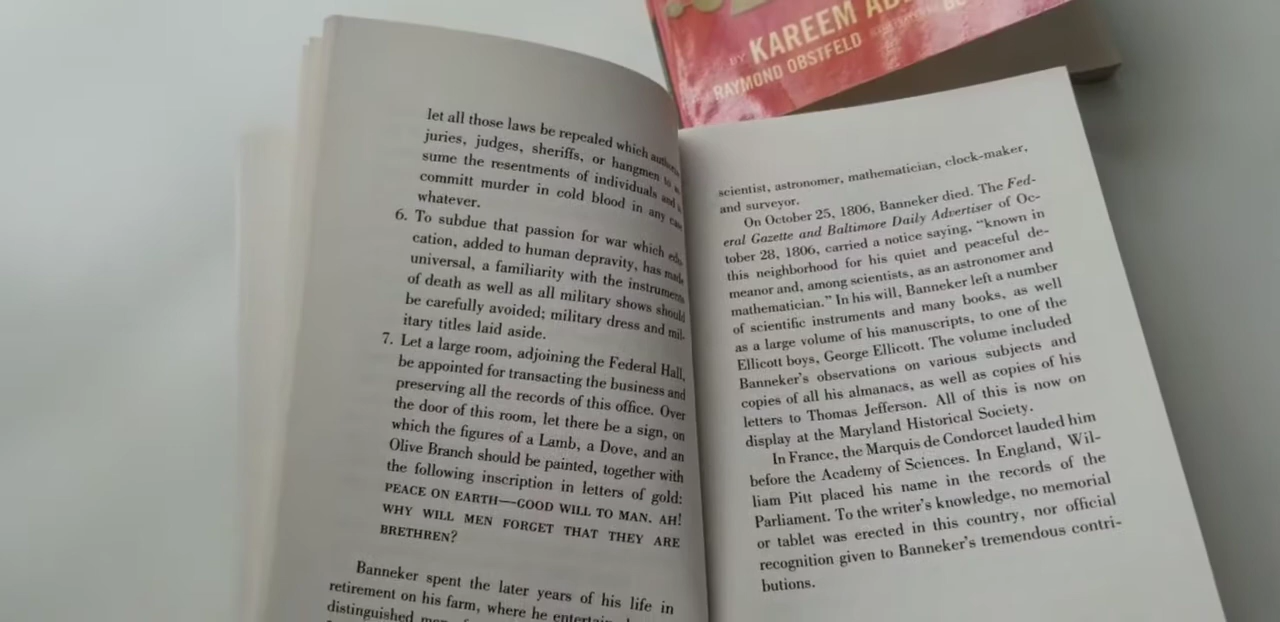 BY KAREEM
RAYMOND OBSTFELD
let all those laws be repealed which
juries, judges, sheriffs, or hangmen to
sume the resentments of individuals and
committ murder in cold blood in any
whatever.
6. To subdue that passion for war which edu-
cation, added to human depravity, has made
universal, a familiarity with the instruments
of death as well as all military shows should
be carefully avoided; military dress and mil-
itary titles laid aside.
7. Let a large room, adjoining the Federal Hall,
be appointed for transacting the business and
preserving all the records of this office. Over
the door of this room, let there be a sign, on
which the figures of a Lamb, a Dove, and an
Olive Branch should be painted, together with
the following inscription in letters of gold:
PEACE ON EARTH—GOOD WILL TO MAN. AH!
WHY WILL MEN FORGET THAT THEY ARE
BRETHREN?
Banneker spent the later years of his life in
retirement on his farm, where he
distinguished
scientist, astronomer, mathematician, clock-maker,
and surveyor.
On October 25, 1806, Banneker died. The Fed-
eral Gazette and Baltimore Daily Advertiser of Oc-
tober 28, 1806, carried a notice saying, "known in
this neighborhood for his quiet and peaceful de-
meanor and, among scientists, as an astronomer and
mathematician." In his will, Banneker left a number
of scientific instruments and many books, as well
as a large volume of his manuscripts, to one of the
Ellicott boys, George Ellicott. The volume included
Banneker's observations on various subjects and
copies of all his almanacs, as well as copies of his
letters to Thomas Jefferson. All of this is now on
display at the Maryland Historical Society.
In France, the Marquis de Condorcet lauded him
before the Academy of Sciences. In England, Wil-
liam Pitt placed his name in the records of the
Parliament. To the writer's knowledge, no memorial
or tablet was erected in this country, nor official
recognition given to Banneker's tremendous contri-
butions.